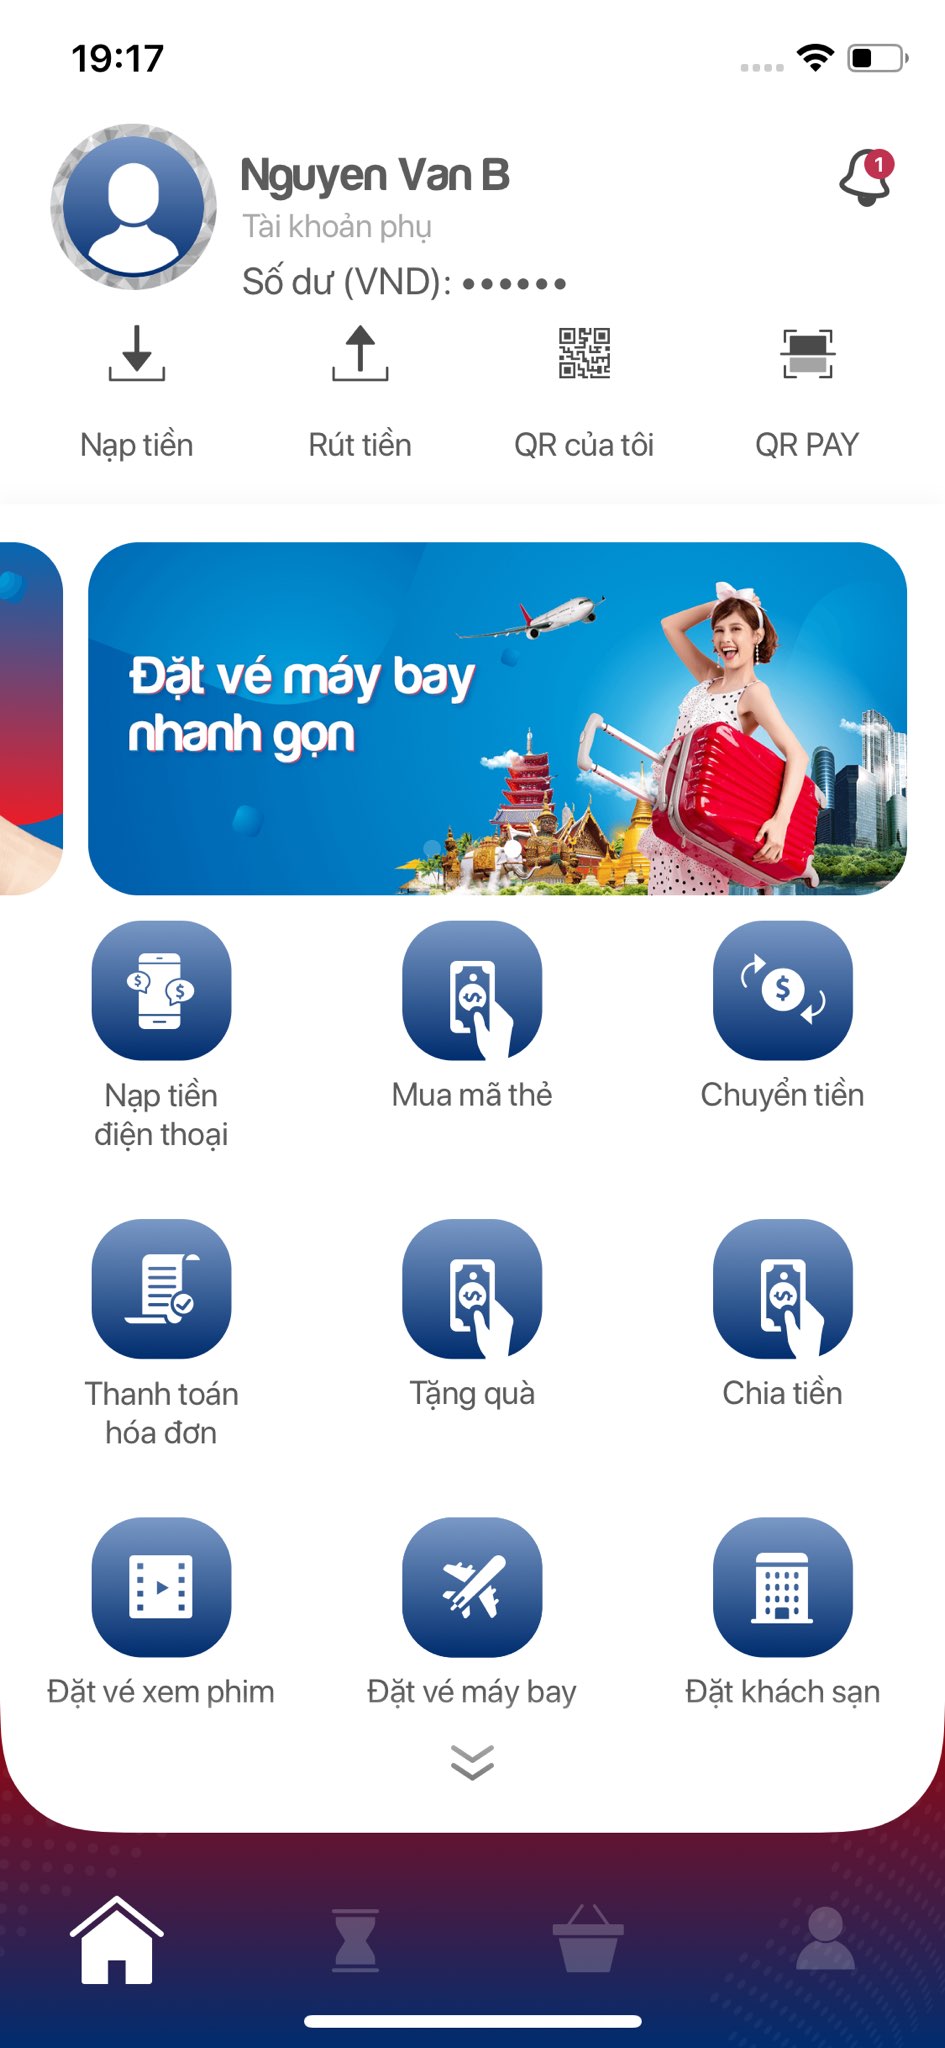 19:17
Nguyen Van B
1
Tài khoản phụ
Số dư (VND): ••••••
Nạp tiền
Rút tiền
QR của tôi
QR PAY
Đặt vé máy bay
nhanh gọn
Nạp tiền
điện thoại
Mua mã thẻ
Chuyển tiền
Thanh toán
hóa đơn
Tặng quà
Chia tiền
Đặt vé xem phim
Đặt vé máy bay
Đặt khách sạn